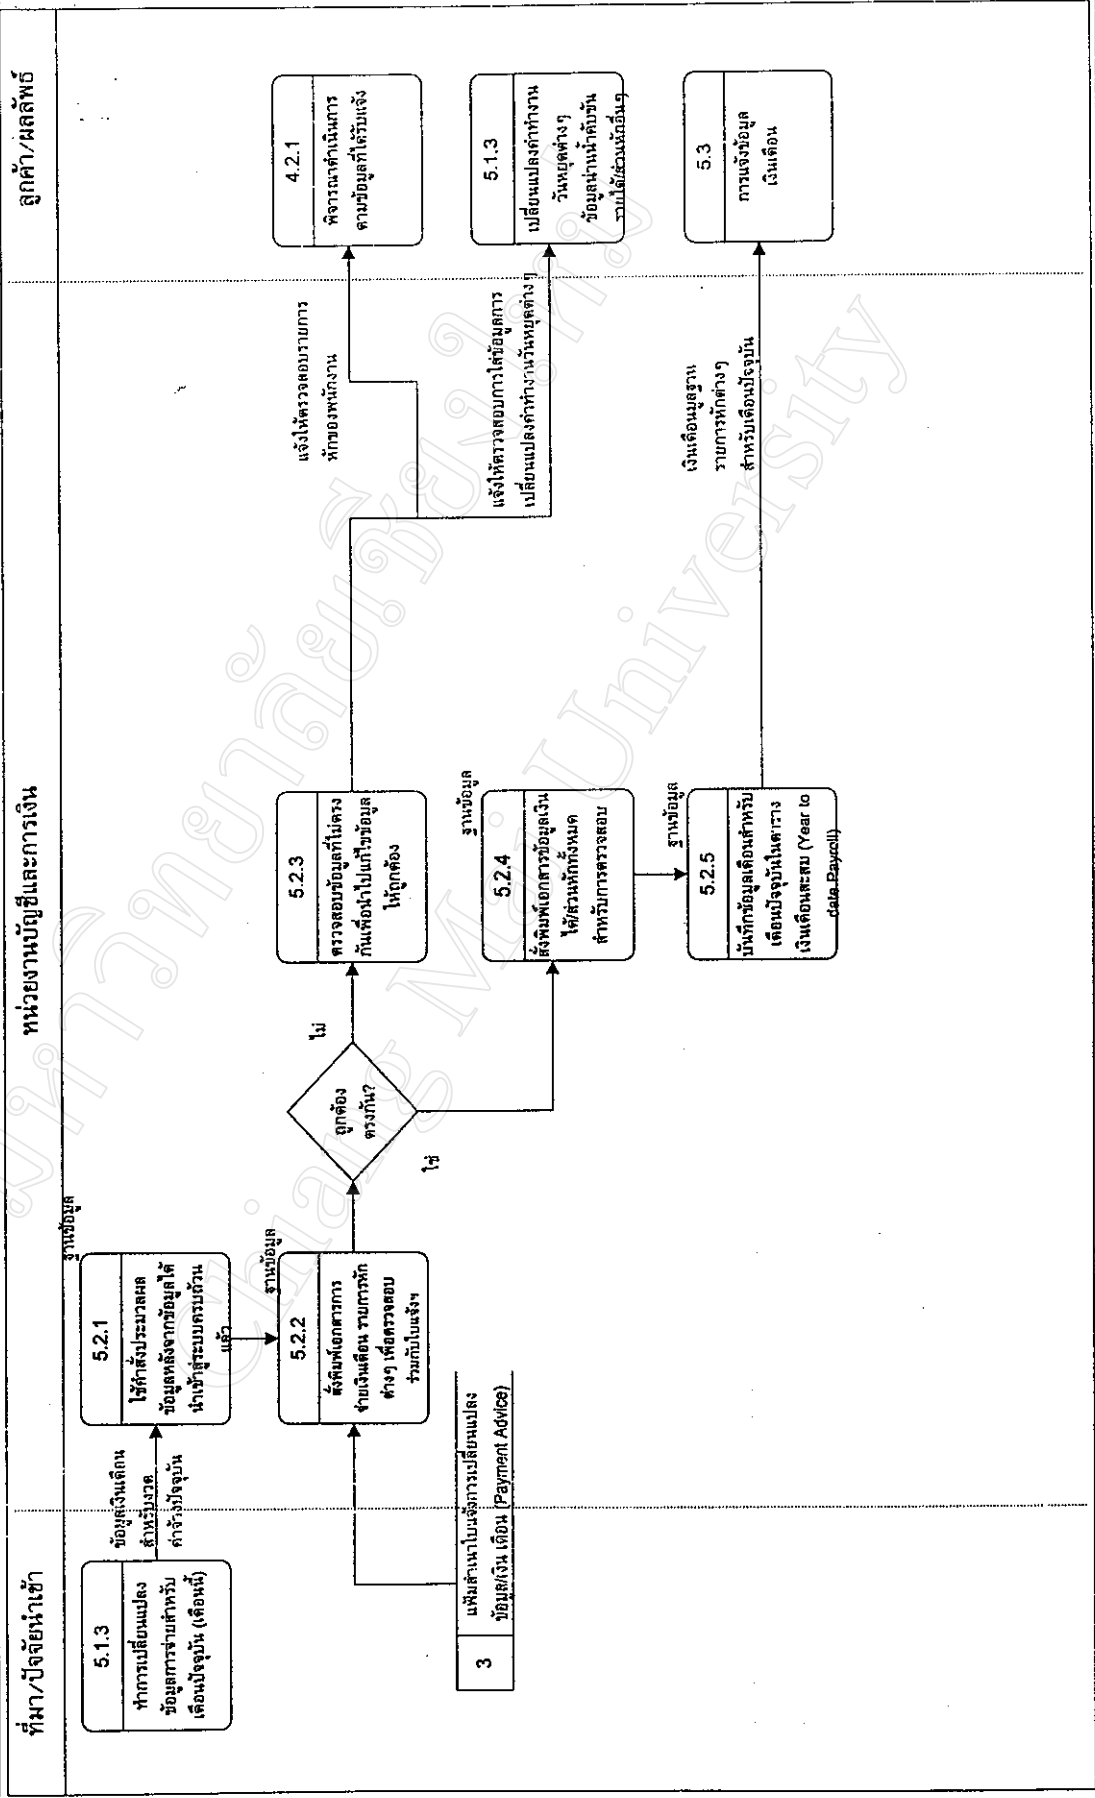 ที่มา/ปัจจัยนำเข้า
หน่วยงานบัญชีและการเงิน
ลูกค้า/ผลลัพธ์
5.1.3
ทำการเปลี่ยนแปลง
ข้อมูลการจ่ายสำหรับ
เดือนปัจจุบัน (เดือนนี้)
ข้อมูลเงินเดือน
สำหรับงวด
ค่าจ้างปัจจุบัน
ฐานข้อมูล
5.2.1
ใช้คำสั่งประมวลผล
ข้อมูลหลังจากข้อมูลได้
นำเข้าสู่ระบบครบถ้วน
แล้ว
3
แฟ้มสำเนาใบแจ้งการเปลี่ยนแปลง
ข้อมูล/เงิน เดือน (Payment Advice)
ฐานข้อมูล
5.2.2
สั่งพิมพ์เอกสารการ
จ่ายเงินเดือน รายการหัก
ต่างๆ เพื่อตรวจสอบ
ร่วมกับใบแจ้งฯ
ถูกต้อง
ตรงกัน?
ไม่
ใช่
5.2.3
ตรวจสอบข้อมูลที่ไม่ตรง
กันเพื่อนำไปแก้ไขข้อมูล
ให้ถูกต้อง
ฐานข้อมูล
5.2.4
สั่งพิมพ์เอกสารข้อมูลเงิน
ได้/ส่วนหักทั้งหมด
สำหรับการตรวจสอบ
ฐานข้อมูล
5.2.5
บันทึกข้อมูลเดือนสำหรับ
เดือนปัจจุบันในตาราง
เงินเดือนสะสม (Year to
date Payroll)
แจ้งให้ตรวจสอบรายการ
หักของพนักงาน
แจ้งให้ตรวจสอบการใส่ข้อมูลการ
เปลี่ยนแปลงค่าทำงานวันหยุดต่างๆ
เงินเดือนมูลฐาน
รายการหักต่างๆ
สำหรับเดือนปัจจุบัน
4.2.1
พิจารณาดำเนินการ
ตามข้อมูลที่ได้รับแจ้ง
5.1.3
เปลี่ยนแปลงค่าทำงาน
วันหยุดต่างๆ
รายได้/ส่วนหักอื่นๆ
5.3
การแจ้งข้อมูล
เงินเดือน
มหาวิทยาลัยเชียงใหม่
Chiang Mai University